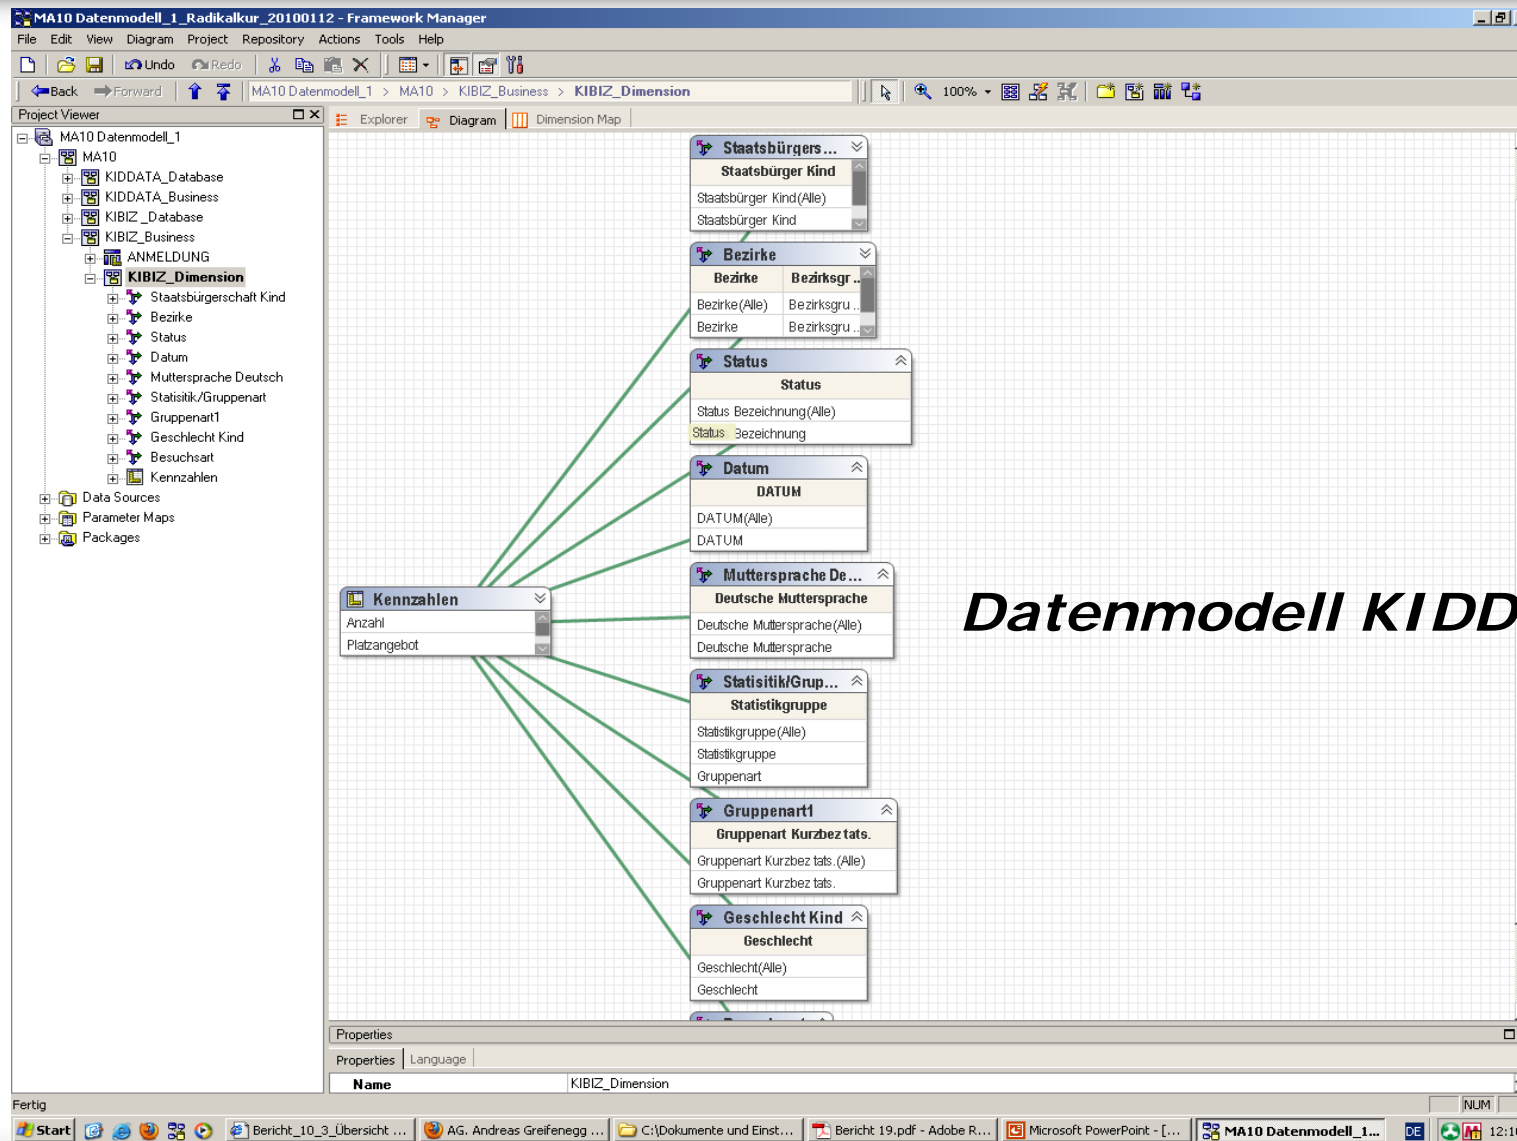 MA10 Datenmodell_1_Radikalkur_20100112 - Framework Manager
File Edit View Diagram Project Repository Actions Tools Help
Undo Redo
Back Forward MA10 Datenmodell_1 > MA10 > KIBIZ_Business > KIBIZ_Dimension 100%
Project Viewer
Explorer Diagram Dimension Map
MA10 Datenmodell_1
MA10
KIDDATA_Database
KIDDATA_Business
KIBIZ _Database
KIBIZ_Business
ANMELDUNG
KIBIZ_Dimension
Staatsbürgerschaft Kind
Bezirke
Status
Datum
Muttersprache Deutsch
Statisitik/Gruppenart
Gruppenart1
Geschlecht Kind
Besuchsart
Kennzahlen
Data Sources
Parameter Maps
Packages
Staatsbürgers...
Staatsbürger Kind
Staatsbürger Kind(Alle)
Staatsbürger Kind
Bezirke
Bezirke Bezirksgr ..
Bezirke(Alle) Bezirksgru ..
Bezirke Bezirksgru ..
Status
Status
Status Bezeichnung(Alle)
Status Bezeichnung
Datum
DATUM
DATUM(Alle)
DATUM
Muttersprache De...
Deutsche Muttersprache
Deutsche Muttersprache(Alle)
Deutsche Muttersprache
Kennzahlen
Anzahl
Platzangebot
Datenmodell KIDD
Statisitik/Grup...
Statistikgruppe
Statistikgruppe(Alle)
Statistikgruppe
Gruppenart
Gruppenart1
Gruppenart Kurzbez tats.
Gruppenart Kurzbez tats.(Alle)
Gruppenart Kurzbez tats.
Geschlecht Kind
Geschlecht
Geschlecht(Alle)
Geschlecht
Properties
Properties Language
Name KIBIZ_Dimension
Fertig NUM
Start Bericht_10_3_Übersicht ... AG. Andreas Greifenegg ... C:\Dokumente und Einst... Bericht 19.pdf - Adobe R... Microsoft PowerPoint - [... MA10 Datenmodell_1... DE